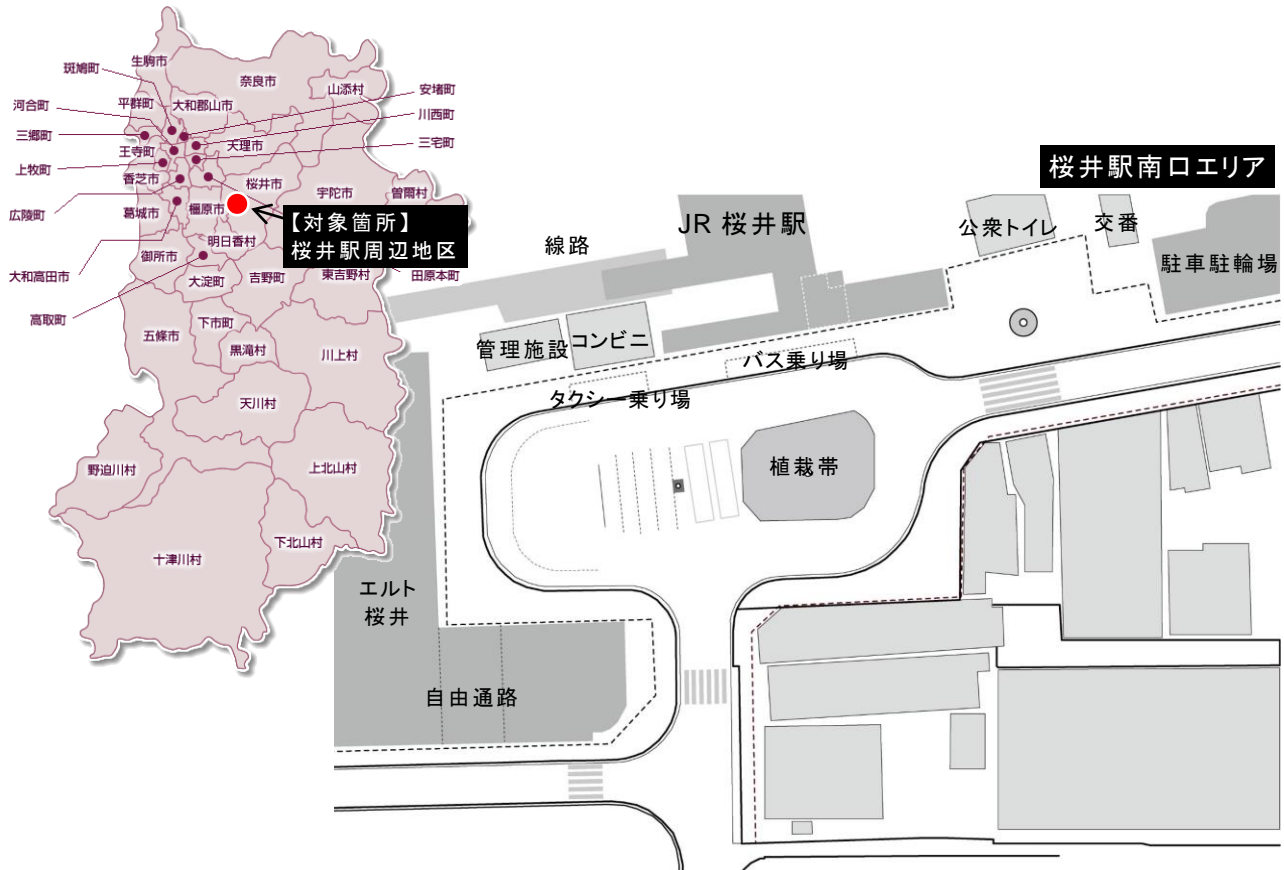 桜井駅南口エリア
生駒市
斑鳩町
奈良市
山添村
安堵町
河合町
平群町
大和郡山市
川西町
三郷町
天理市
三宅町
王寺町
上牧町
香芝市
桜井市
宇陀市
曽爾村
広陵町
葛城市
橿原市
【対象箇所】
桜井駅周辺地区
明日香村
御所市
大和高田市
大淀町
吉野町
東吉野村
田原本町
高取町
五條市
下市町
黒滝村
川上村
天川村
野迫川村
上北山村
十津川村
下北山村
線路
JR 桜井駅
公衆トイレ
交番
駐車駐輪場
管理施設
コンビニ
バス乗り場
タクシー乗り場
植栽帯
エルト
桜井
自由通路